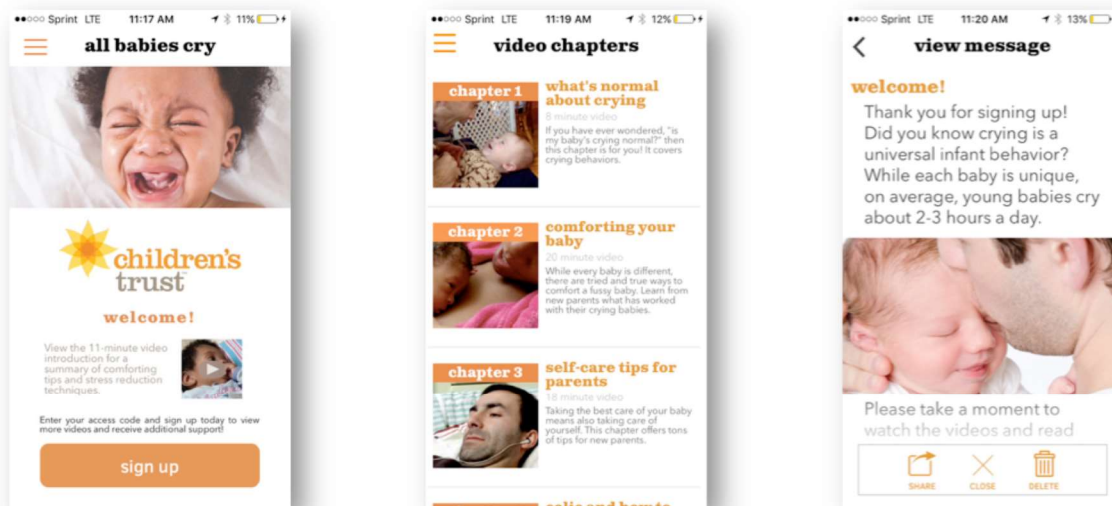 Sprint LTE 11:17 AM 11%
all babies cry
children's
trust
welcome!
View the 11-minute video
introduction for a
summary of comforting
tips and stress reduction
techniques.
Enter your access code and sign up today to view
more videos and receive additional support!
sign up
Sprint LTE 11:19 AM 12%
video chapters
chapter 1
what's normal
about crying
8 minute video
If you have ever wondered, "is
my baby's crying normal?" then
this chapter is for you! It covers
crying behaviors.
chapter 2
comforting your
baby
20 minute video
While every baby is different,
there are tried and true ways to
comfort a fussy baby. Learn from
new parents what has worked
with their crying babies.
chapter 3
self-care tips for
parents
18 minute video
Taking the best care of your baby
means also taking care of
yourself. This chapter offers tons
of tips for new parents.
Sprint LTE 11:20 AM 13%
view message
welcome!
Thank you for signing up!
Did you know crying is a
universal infant behavior?
While each baby is unique,
on average, young babies cry
about 2-3 hours a day.
Please take a moment to
watch the videos and read
SHARE CLOSE DELETE